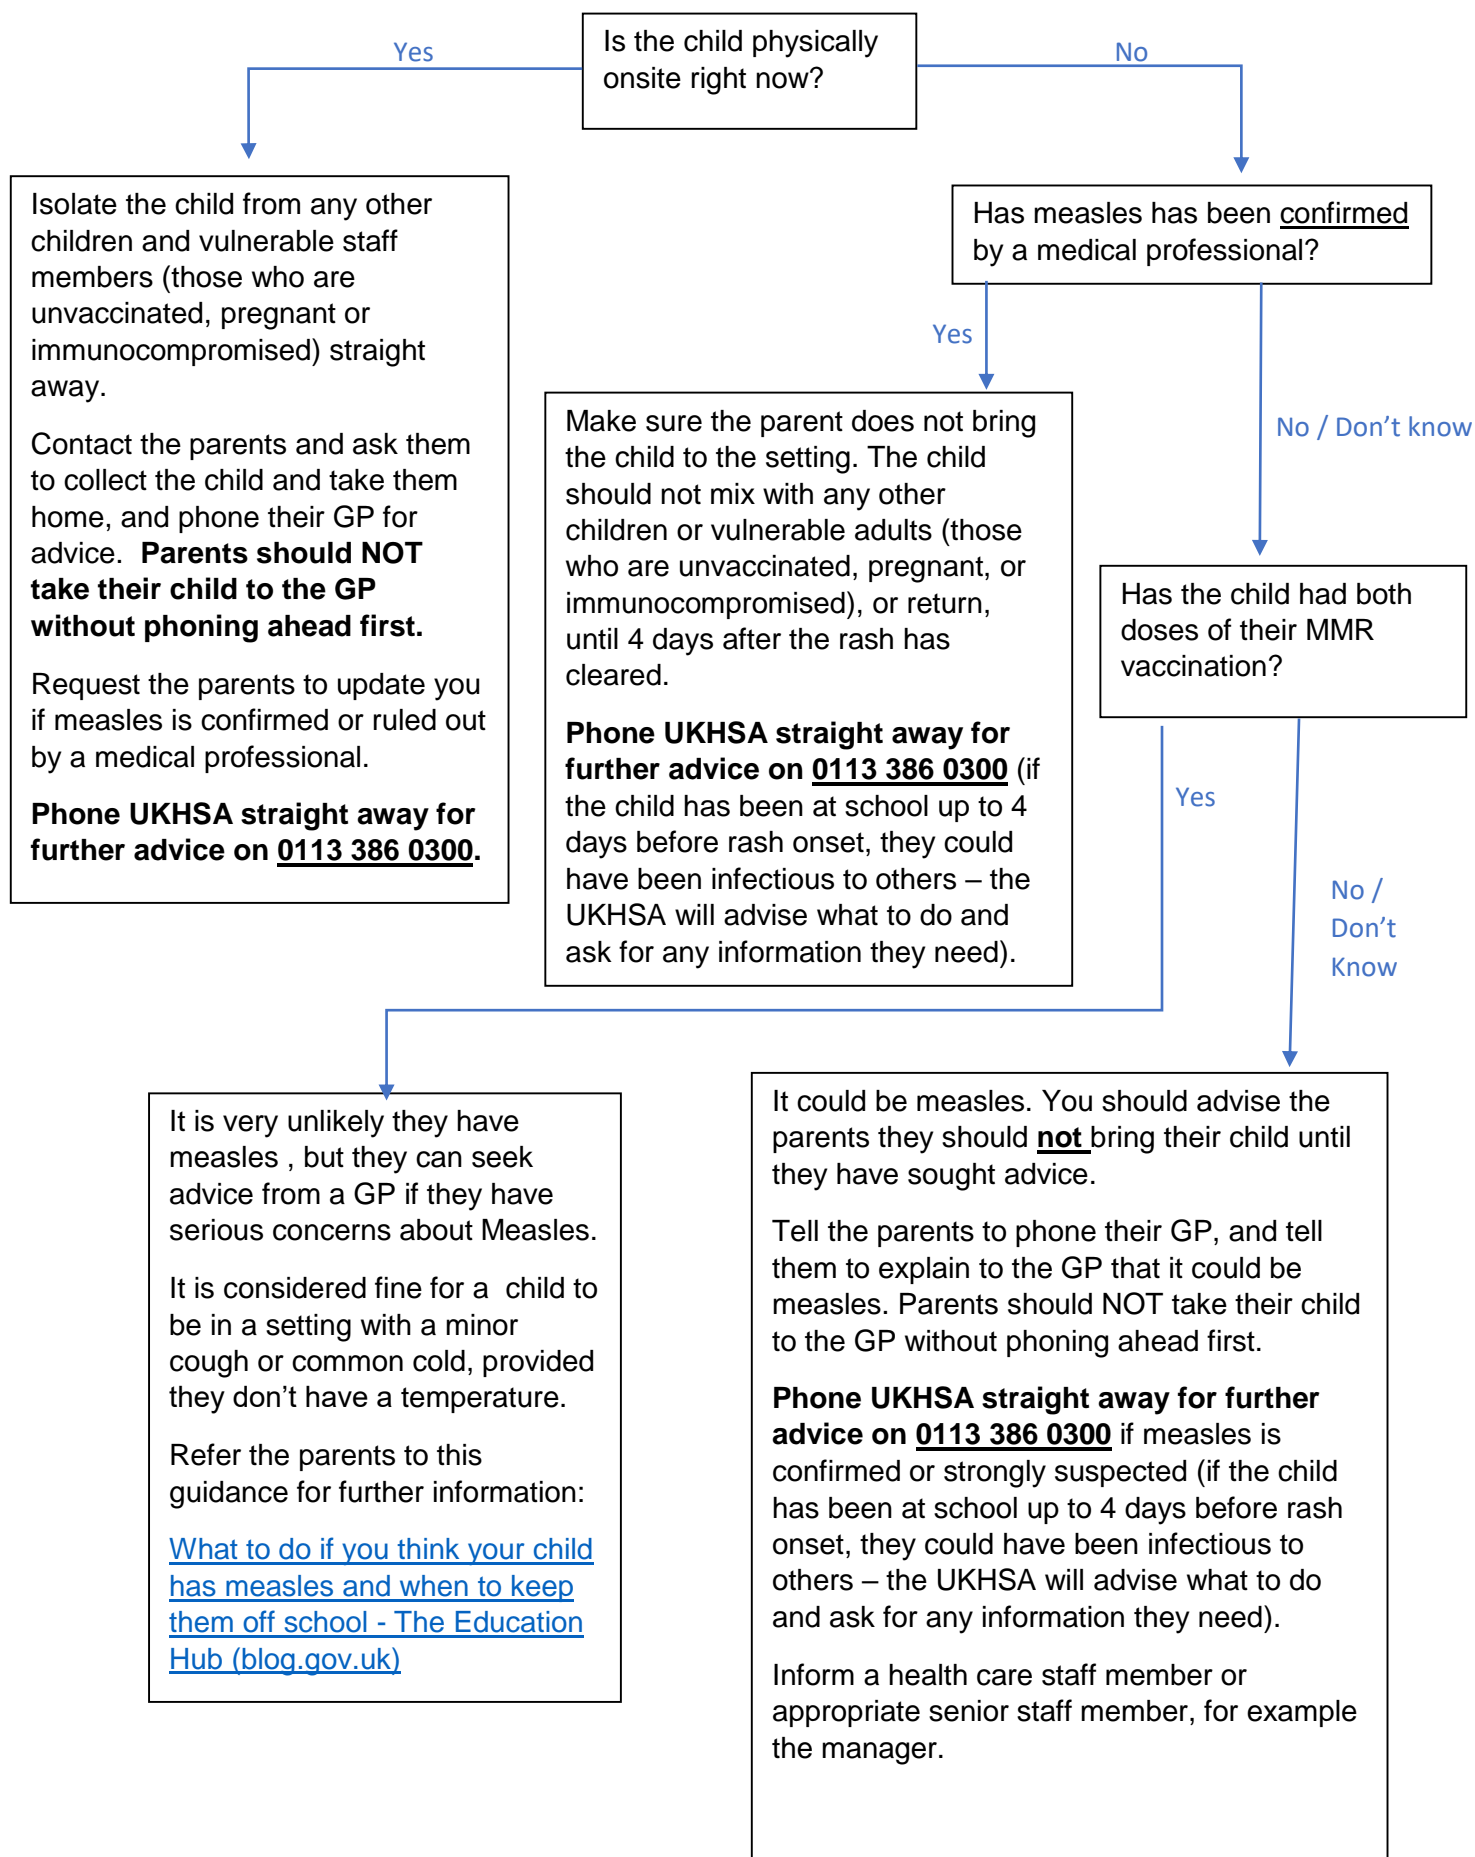 Is the child physically
onsite right now?
Yes
No
Isolate the child from any other
children and vulnerable staff
members (those who are
unvaccinated, pregnant or
immunocompromised) straight
away.
Contact the parents and ask them
to collect the child and take them
home, and phone their GP for
advice.  Parents should NOT
take their child to the GP
without phoning ahead first.
Request the parents to update you
if measles is confirmed or ruled out
by a medical professional.
Phone UKHSA straight away for
further advice on 0113 386 0300.
Has measles has been confirmed
by a medical professional?
Yes
No / Don’t know
Make sure the parent does not bring
the child to the setting. The child
should not mix with any other
children or vulnerable adults (those
who are unvaccinated, pregnant, or
immunocompromised), or return,
until 4 days after the rash has
cleared.
Phone UKHSA straight away for
further advice on 0113 386 0300 (if
the child has been at school up to 4
days before rash onset, they could
have been infectious to others – the
UKHSA will advise what to do and
ask for any information they need).
Has the child had both
doses of their MMR
vaccination?
Yes
No /
Don’t
Know
It is very unlikely they have
measles , but they can seek
advice from a GP if they have
serious concerns about Measles.
It is considered fine for a  child to
be in a setting with a minor
cough or common cold, provided
they don’t have a temperature.
Refer the parents to this
guidance for further information:
What to do if you think your child
has measles and when to keep
them off school - The Education
Hub (blog.gov.uk)
It could be measles. You should advise the
parents they should not bring their child until
they have sought advice.
Tell the parents to phone their GP, and tell
them to explain to the GP that it could be
measles. Parents should NOT take their child
to the GP without phoning ahead first.
Phone UKHSA straight away for further
advice on 0113 386 0300 if measles is
confirmed or strongly suspected (if the child
has been at school up to 4 days before rash
onset, they could have been infectious to
others – the UKHSA will advise what to do
and ask for any information they need).
Inform a health care staff member or
appropriate senior staff member, for example
the manager.